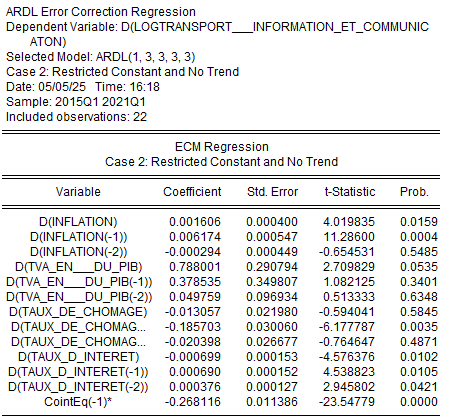 ARDL Error Correction Regression
Dependent Variable: D(LOGTRANSPORT___INFORMATION_ET_COMMUNIC
ATON)
Selected Model: ARDL(1, 3, 3, 3, 3)
Case 2: Restricted Constant and No Trend
Date: 05/05/25 Time: 16:18
Sample: 2015Q1 2021Q1
Included observations: 22
ECM Regression
Case 2: Restricted Constant and No Trend
Variable Coefficient Std. Error t-Statistic Prob.
D(INFLATION) 0.001606 0.000400 4.019835 0.0159
D(INFLATION(-1)) 0.006174 0.000547 11.28600 0.0004
D(INFLATION(-2)) -0.000294 0.000449 -0.654531 0.5485
D(TVA_EN___DU_PIB) 0.788001 0.290794 2.709829 0.0535
D(TVA_EN___DU_PIB(-1)) 0.378535 0.349807 1.082125 0.3401
D(TVA_EN___DU_PIB(-2)) 0.049759 0.096934 0.513333 0.6348
D(TAUX_DE_CHOMAGE) -0.013057 0.021980 -0.594041 0.5845
D(TAUX_DE_CHOMAG... -0.185703 0.030060 -6.177787 0.0035
D(TAUX_DE_CHOMAG... -0.020398 0.026677 -0.764647 0.4871
D(TAUX_D_INTERET) -0.000699 0.000153 -4.576376 0.0102
D(TAUX_D_INTERET(-1)) 0.000690 0.000152 4.538803 0.0105
D(TAUX_D_INTERET(-2)) 0.000376 0.000127 2.945802 0.0421
CointEq(-1)* -0.268116 0.011386 -23.54779 0.0000